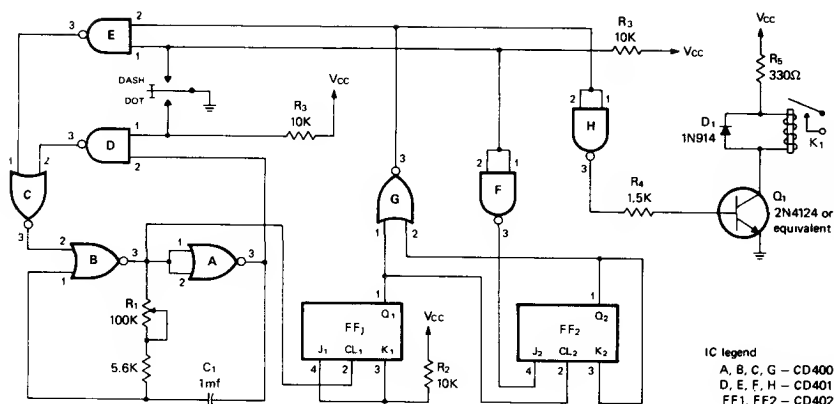 3
E
2
1
R3
10K
VCC
VCC
R5
330Ω
DASH
DOT
VCC
R3
10K
3
D
1
2
2
1
H
3
D1
1N914
K1
R4
1.5K
Q1
2N4124 or
equivalent
1
2
C
3
3
G
1
2
2
1
F
3
2
B
3
1
1
A
3
2
R1
100K
5.6K
C1
1mf
1
Q1
FF1
J1
CL1
K1
4
2
3
VCC
R2
10K
1
Q2
FF2
J2
CL2
K2
4
2
3
IC legend
A, B, C, G – CD400
D, E, F, H – CD401
FF1, FF2 – CD402